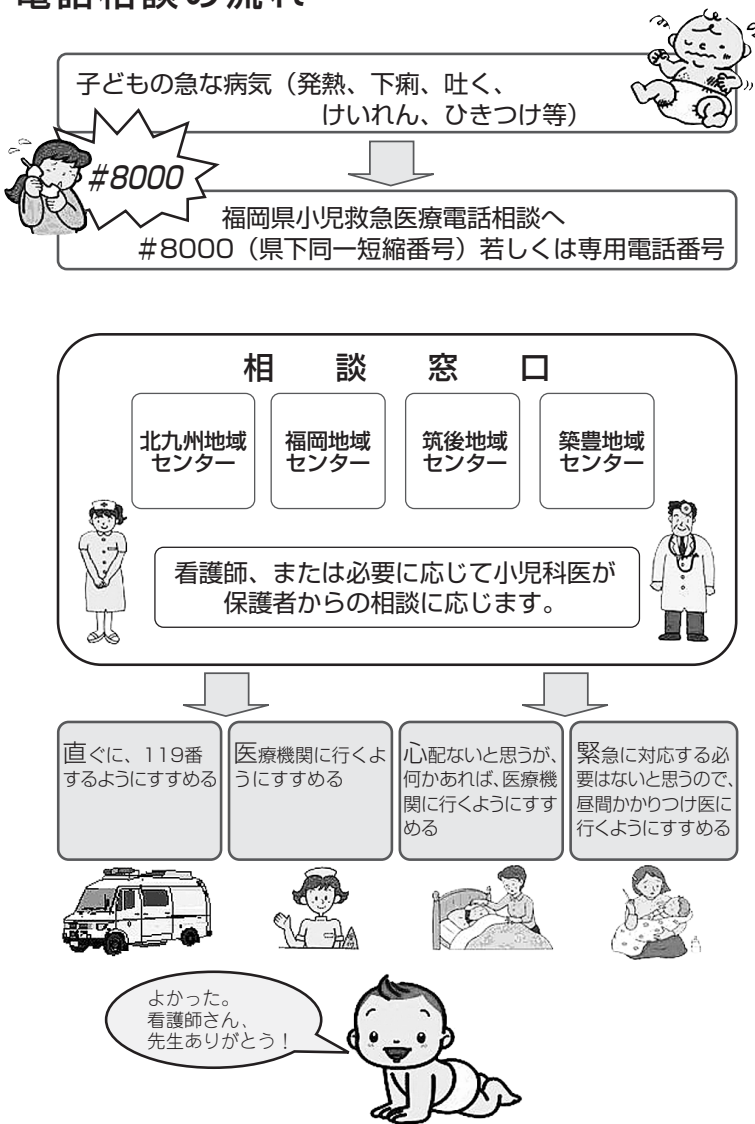 電話相談の流れ
子どもの急な病気（発熱、下痢、吐く、
けいれん、ひきつけ等）
#8000
福岡県小児救急医療電話相談へ
#8000（県下同一短縮番号）若しくは専用電話番号
相談窓口
北九州地域
センター
福岡地域
センター
筑後地域
センター
築豊地域
センター
看護師、または必要に応じて小児科医が
保護者からの相談に応じます。
直ぐに、119番
するようにすすめる
医療機関に行くよ
うにすすめる
心配ないと思うが、
何かあれば、医療機
関に行くようにすす
める
緊急に対応する必
要はないと思うので、
昼間かかりつけ医に
行くようにすすめる
よかった。
看護師さん、
先生ありがとう！